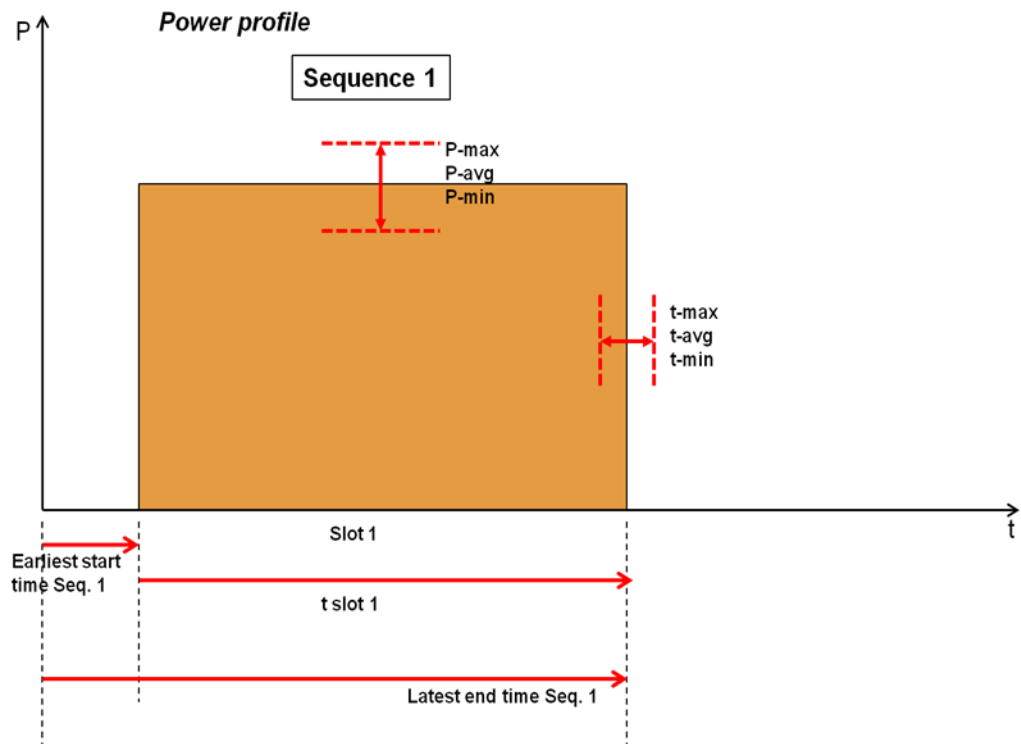 Power profile
P
Sequence 1
P-max
P-avg
P-min
t-max
t-avg
t-min
t
Slot 1
Earliest start
time Seq. 1
t slot 1
Latest end time Seq. 1